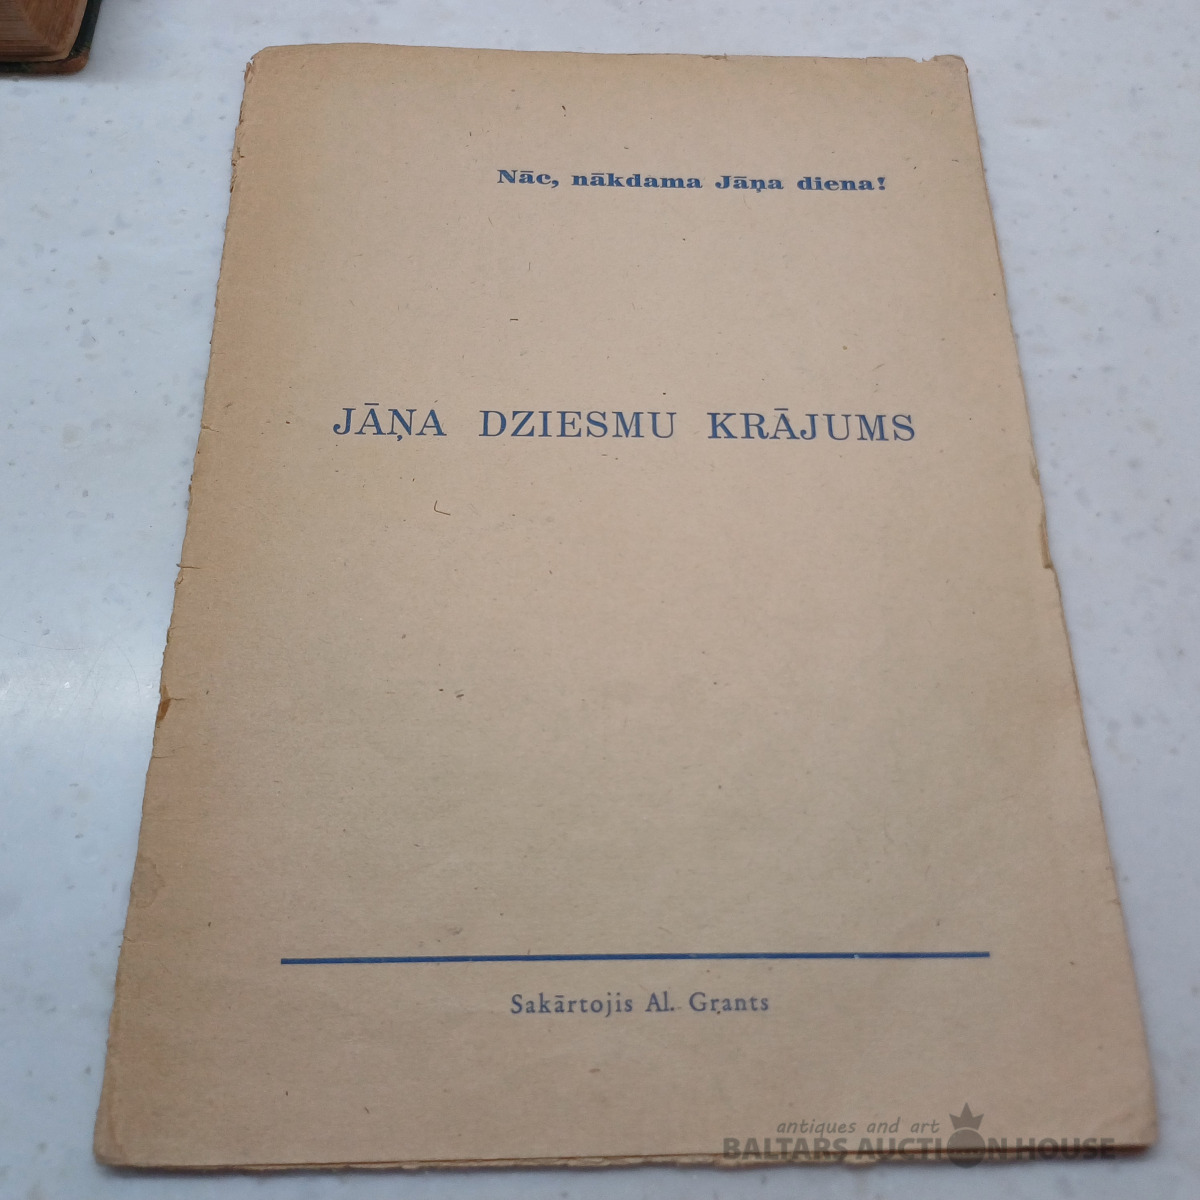 Nāc, nākdama Jāņa diena!
JĀŅA DZIESMU KRĀJUMS
Sakārtojis Al. Grants
antiques and art
BALTARS AUCTION HOUSE